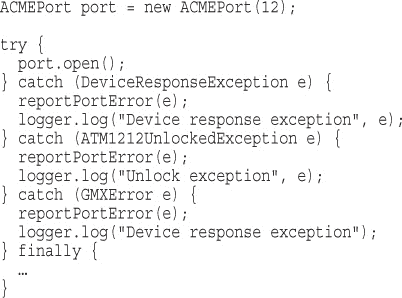 ACMEPort port = new ACMEPort(12);
try {
  port.open();
} catch (DeviceResponseException e) {
  reportPortError(e);
  logger.log("Device response exception", e);
} catch (ATM1212UnlockedException e) {
  reportPortError(e);
  logger.log("Unlock exception", e);
} catch (GMXError e) {
  reportPortError(e);
  logger.log("Device response exception");
} finally {
  …
}